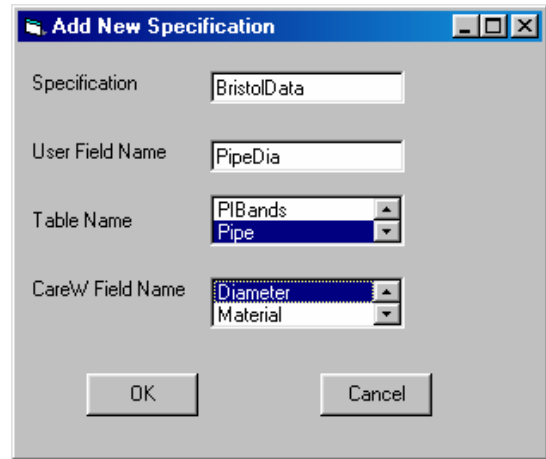 Add New Specification
Specification BristolData
User Field Name PipeDia
Table Name
PIBands
Pipe
CareW Field Name
Diameter
Material
OK Cancel